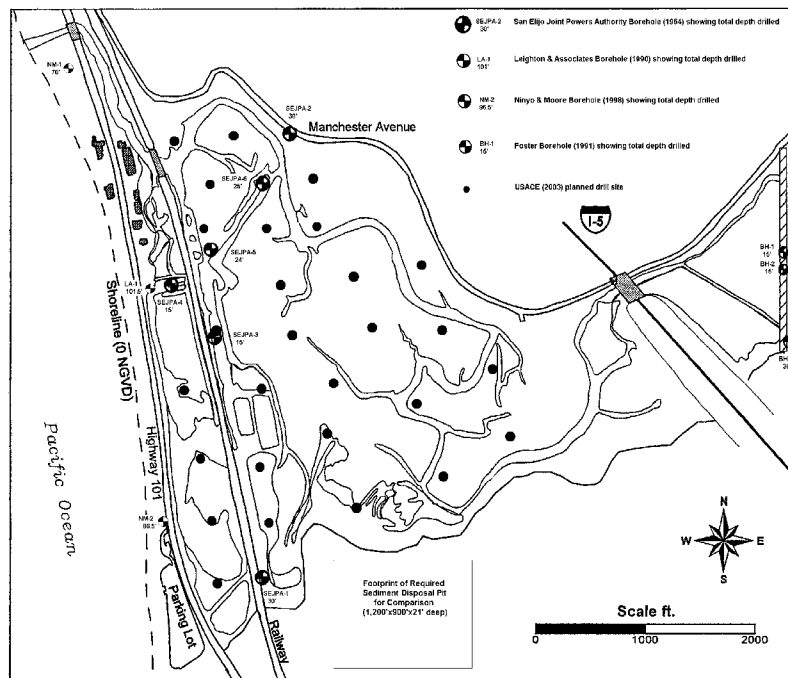 SEJPA-2
30'
San Elijo Joint Powers Authority Borehole (1964) showing total depth drilled
LA-1
101'
Leighton & Associates Borehole (1990) showing total depth drilled
NM-2
86.5'
Ninyo & Moore Borehole (1998) showing total depth drilled
BH-1
15'
Foster Borehole (1991) showing total depth drilled
USACE (2003) planned drill site
NM-1
76'
SEJPA-2
30'
Manchester Avenue
SEJPA-6
25'
I-5
SEJPA-5
24'
BH-1
15'
BH-2
15'
LA-1
101.5'
SEJPA-4
15'
Shoreline (0 NGVD)
SEJPA-3
15'
BH
Highway 101
Pacific Ocean
NM-2
86.5'
N
W
E
S
SEJPA-1
30'
Parking Lot
Railway
Footprint of Required
Sediment Disposal Pit
for Comparison
(1,200'x900'x21' deep)
Scale ft.
0
1000
2000